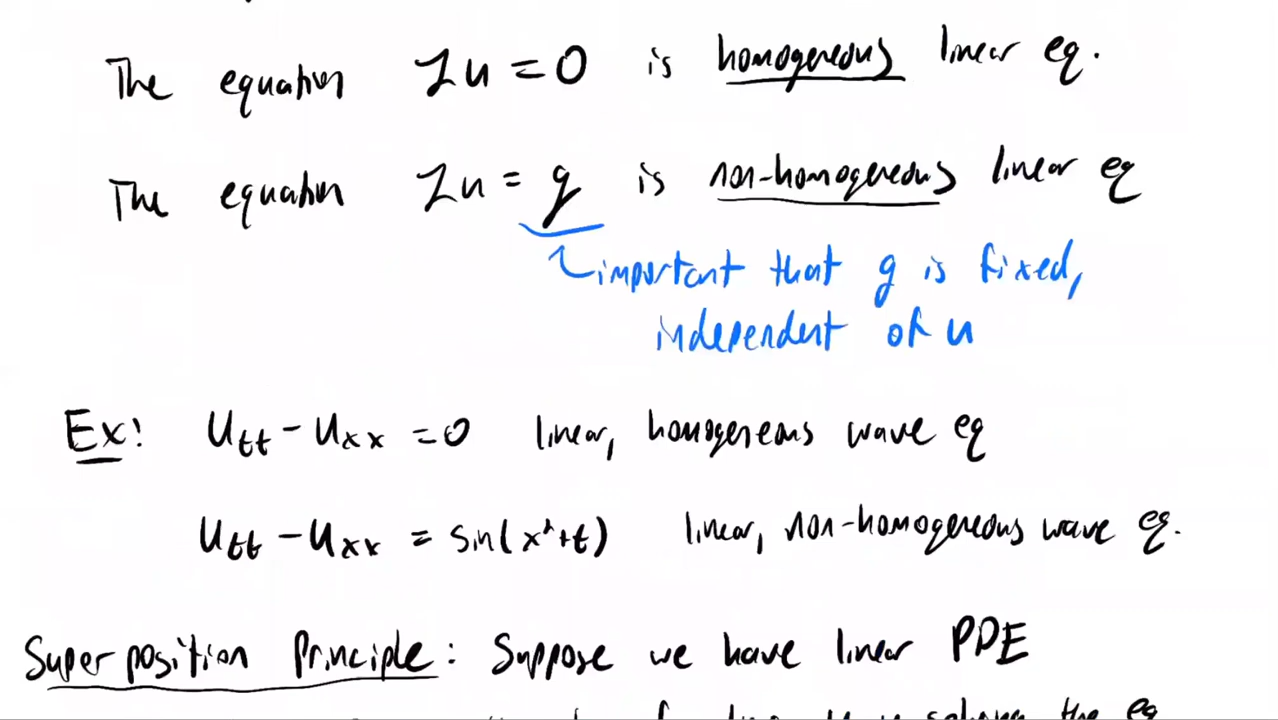 The equation Lu = 0 is homogeneous linear eq.
The equation Lu = g is non-homogeneous linear eq
important that g is fixed,
independent of u
Ex: u_tt - u_xx = 0 linear, homogeneous wave eq
u_tt - u_xx = sin(x²+t) linear, non-homogeneous wave eq.
Superposition Principle: Suppose we have linear PDE
the eq